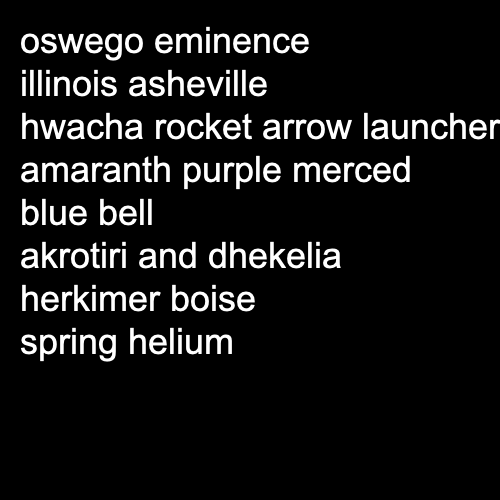 oswego eminence
illinois asheville
hwacha rocket arrow launcher
amaranth purple merced
blue bell
akrotiri and dhekelia
herkimer boise
spring helium